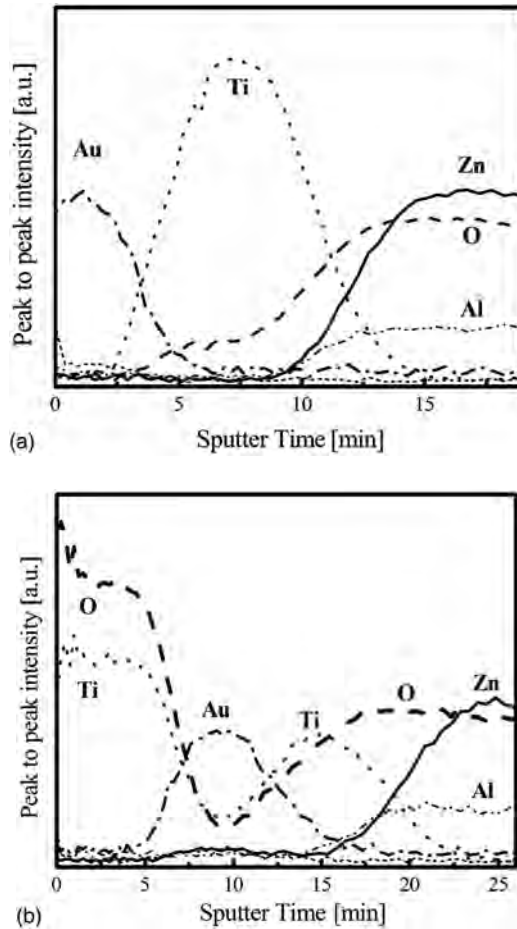 Peak to peak intensity [a.u.]
Au
Ti
Zn
O
Al
0 5 10 15
Sputter Time [min]
(a)
Peak to peak intensity [a.u.]
O
Ti
Au
Ti
O
Zn
Al
0 5 10 15 20 25
Sputter Time [min]
(b)